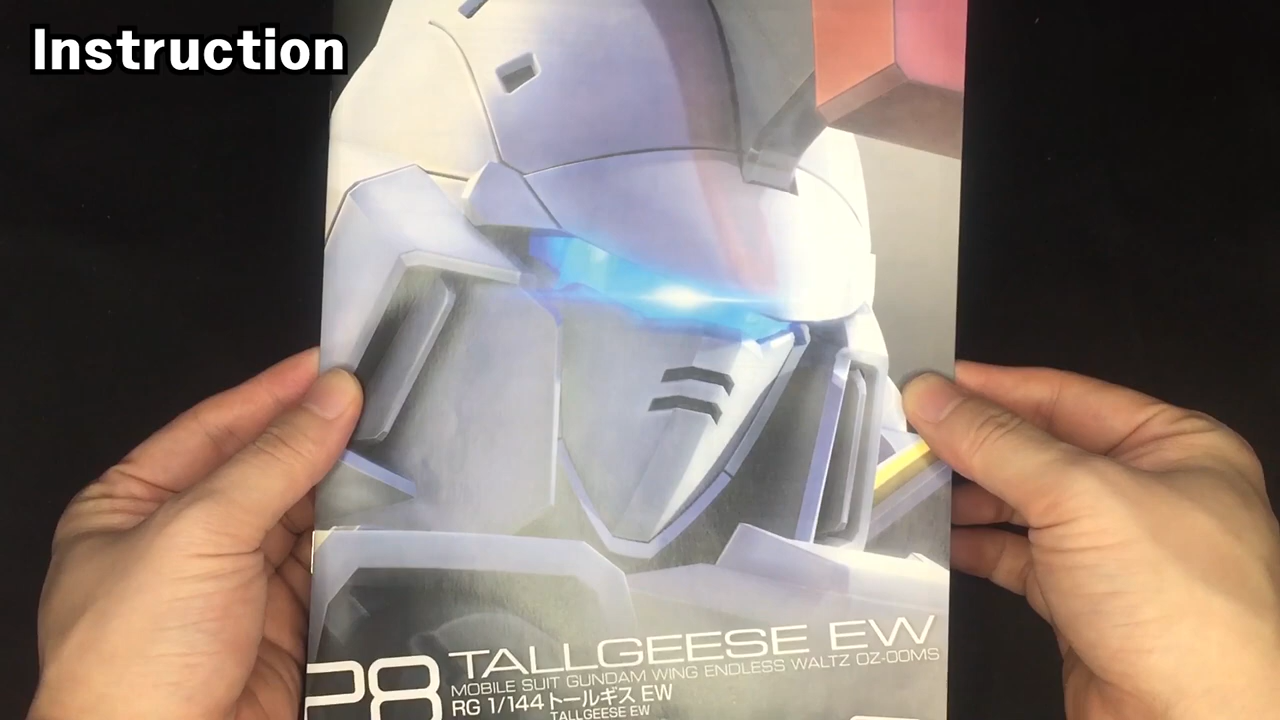 Instruction
28
TALLGEESE EW
MOBILE SUIT GUNDAM WING ENDLESS WALTZ OZ-00MS
RG 1/144 トールギス EW
TALLGEESE EW